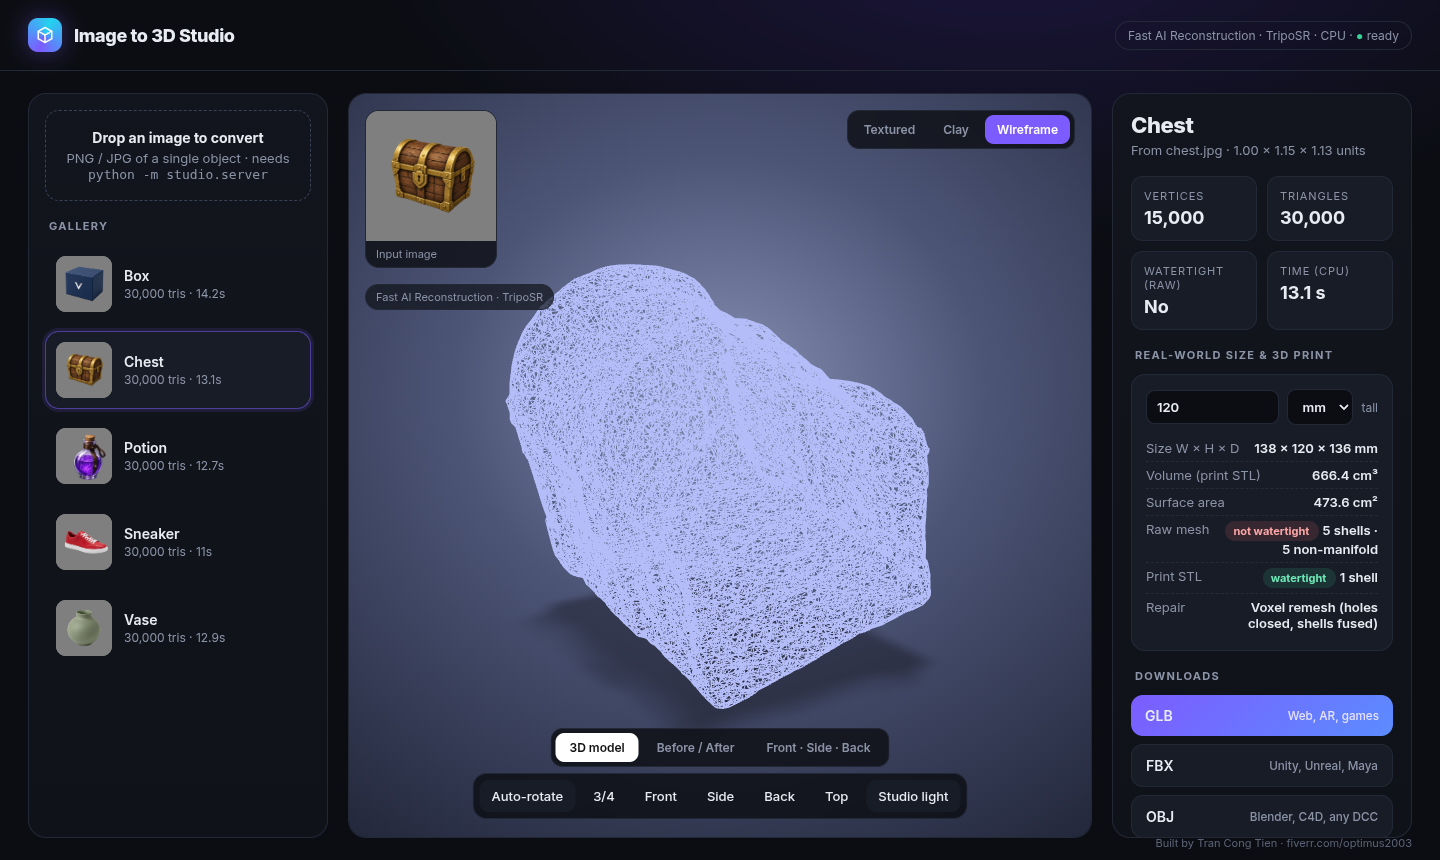 Image to 3D Studio
Fast AI Reconstruction · TripoSR · CPU · ● ready
Drop an image to convert
PNG / JPG of a single object · needs
python -m studio.server
GALLERY
Box
30,000 tris · 14.2s
Chest
30,000 tris · 13.1s
Potion
30,000 tris · 12.7s
Sneaker
30,000 tris · 11s
Vase
30,000 tris · 12.9s
Input image
Fast AI Reconstruction · TripoSR
Textured Clay Wireframe
3D model Before / After Front · Side · Back
Auto-rotate 3/4 Front Side Back Top Studio light
Chest
From chest.jpg · 1.00 × 1.15 × 1.13 units
VERTICES
15,000
TRIANGLES
30,000
WATERTIGHT
(RAW)
No
TIME (CPU)
13.1 s
REAL-WORLD SIZE & 3D PRINT
120 mm tall
Size W × H × D 138 × 120 × 136 mm
Volume (print STL) 666.4 cm³
Surface area 473.6 cm²
Raw mesh not watertight 5 shells ·
5 non-manifold
Print STL watertight 1 shell
Repair Voxel remesh (holes
closed, shells fused)
DOWNLOADS
GLB Web, AR, games
FBX Unity, Unreal, Maya
OBJ Blender, C4D, any DCC
Built by Tran Cong Tien · fiverr.com/optimus2003